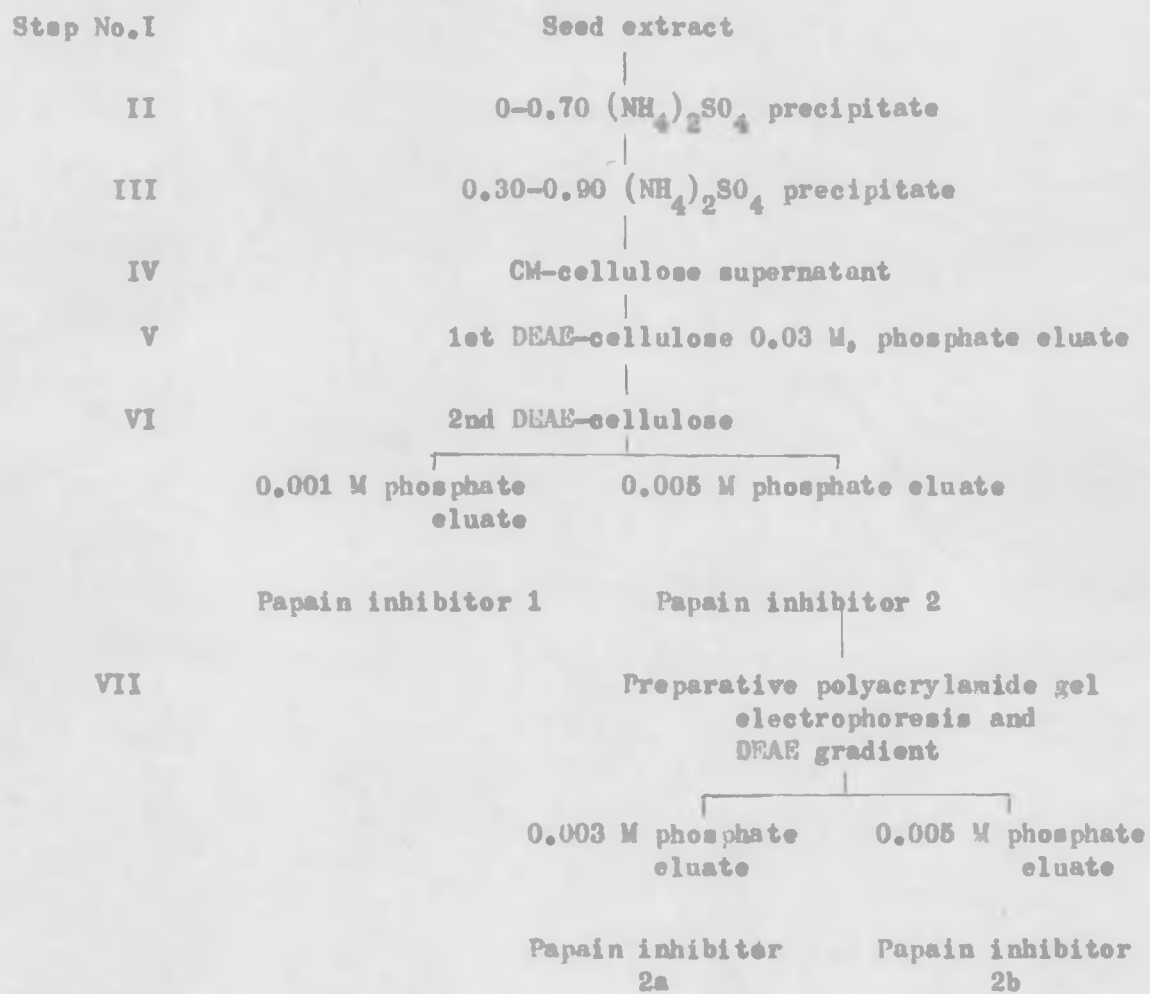 Step No.I Seed extract
II 0-0.70 (NH4)2SO4 precipitate
III 0.30-0.90 (NH4)2SO4 precipitate
IV CM-cellulose supernatant
V 1st DEAE-cellulose 0.03 M, phosphate eluate
VI 2nd DEAE-cellulose
0.001 M phosphate 0.005 M phosphate eluate
eluate
Papain inhibitor 1 Papain inhibitor 2
VII Preparative polyacrylamide gel
electrophoresis and
DEAE gradient
0.003 M phosphate 0.005 M phosphate
eluate eluate
Papain inhibitor Papain inhibitor
2a 2b